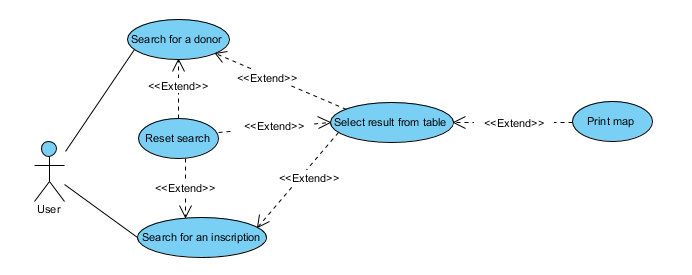 Search for a donor
<<Extend>>
<<Extend>>
Reset search
<<Extend>>
Select result from table
<<Extend>>
Print map
<<Extend>>
<<Extend>>
User
Search for an inscription